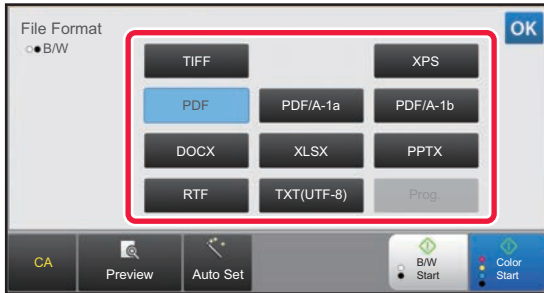 File Format
B/W
OK
TIFF
XPS
PDF
PDF/A-1a
PDF/A-1b
DOCX
XLSX
PPTX
RTF
TXT(UTF-8)
Prog.
CA
Preview
Auto Set
B/W
Start
Color
Start